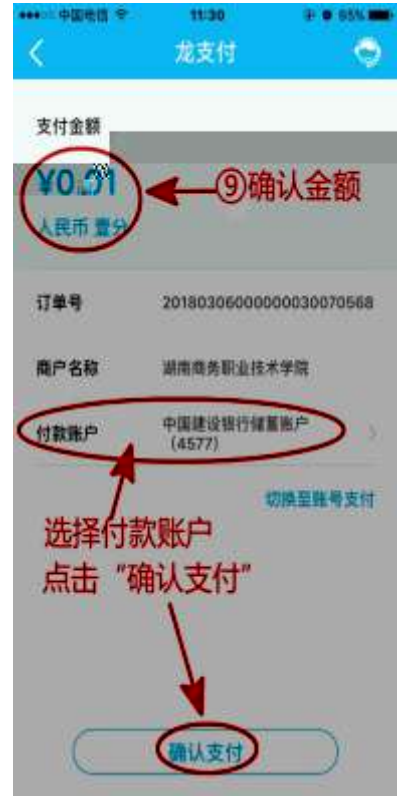 中国电信 11:30 65%
龙支付
支付金额
¥0.01 ⑨确认金额
人民币 壹分
订单号 20180306000000030070568
商户名称 湖南商务职业技术学院
付款账户 中国建设银行储蓄账户
(4577)
切换至账号支付
选择付款账户
点击“确认支付”
确认支付